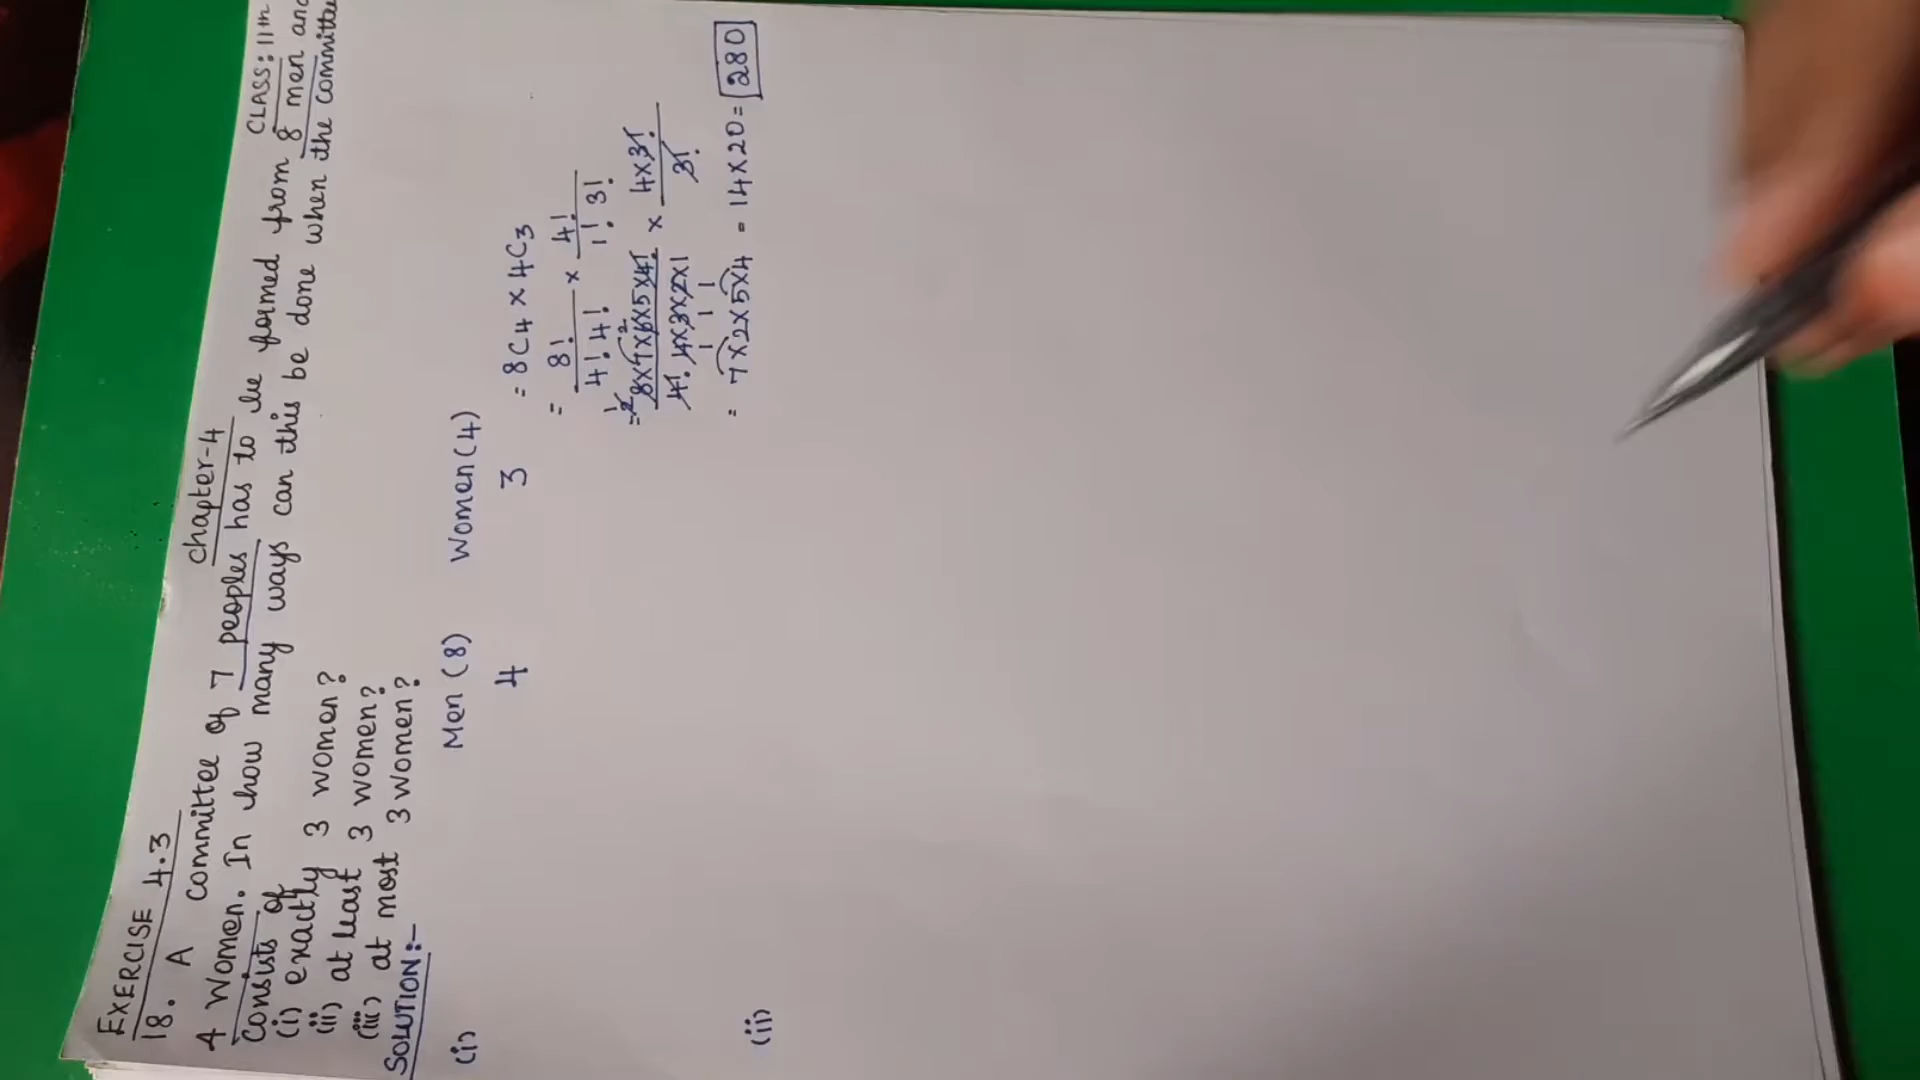 EXERCISE 4.3 chapter-4 CLASS: 11th
18. A committee of 7 peoples has to be formed from 8 men and
4 Women. In how many ways can this be done when the committee
Consists of
(i) exactly 3 women?
(ii) at least 3 women?
(iii) at most 3 women?
SOLUTION:-
(i) Men (8) Women (4)
4 3 = 8C4 × 4C3
= 8!/4! 4! × 4!/1! 3!
= 8×7×6×5×4!/4! 4×3×2×1 × 4×3!/3!
= 7×2×5×4 = 14×20 = 280
(ii)